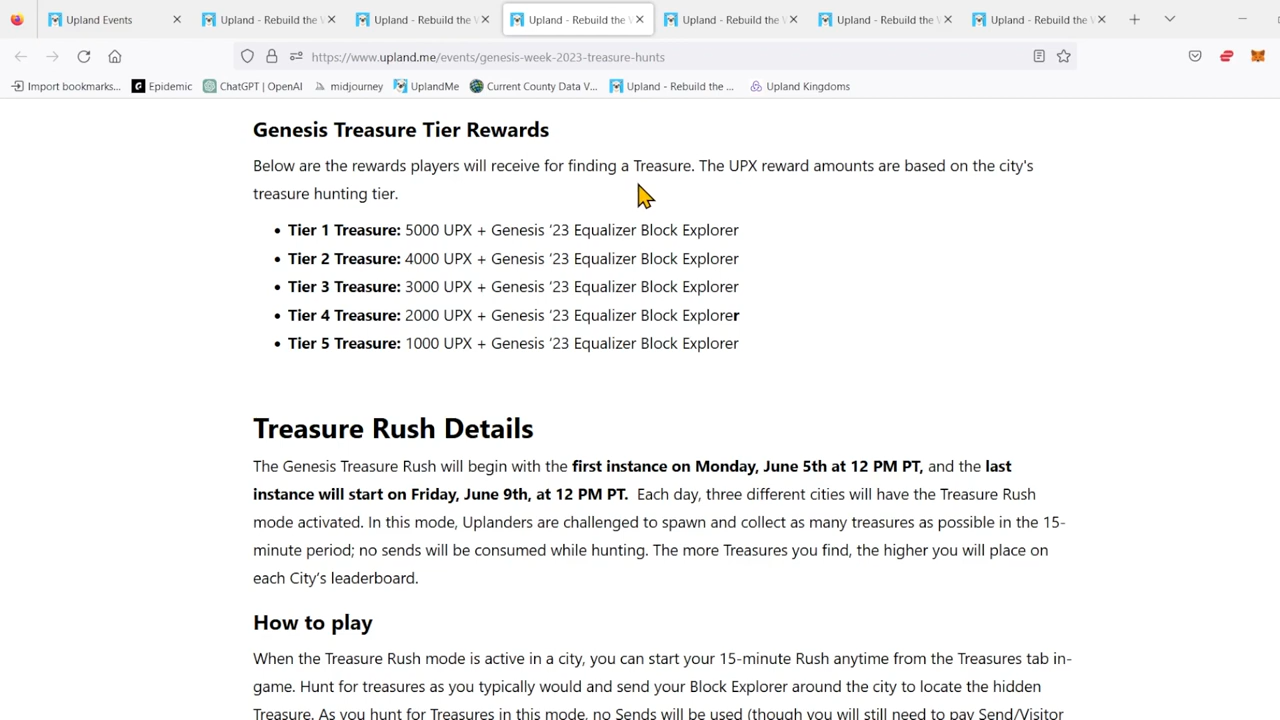 Upland Events
Upland - Rebuild the
Upland - Rebuild the
Upland - Rebuild the
Upland - Rebuild the
Upland - Rebuild the
Upland - Rebuild the
https://www.upland.me/events/genesis-week-2023-treasure-hunts
Import bookmarks...
Epidemic
ChatGPT | OpenAI
midjourney
UplandMe
Current County Data V...
Upland - Rebuild the ...
Upland Kingdoms
Genesis Treasure Tier Rewards
Below are the rewards players will receive for finding a Treasure. The UPX reward amounts are based on the city's
treasure hunting tier.
• Tier 1 Treasure: 5000 UPX + Genesis ‘23 Equalizer Block Explorer
• Tier 2 Treasure: 4000 UPX + Genesis ‘23 Equalizer Block Explorer
• Tier 3 Treasure: 3000 UPX + Genesis ‘23 Equalizer Block Explorer
• Tier 4 Treasure: 2000 UPX + Genesis ‘23 Equalizer Block Explorer
• Tier 5 Treasure: 1000 UPX + Genesis ‘23 Equalizer Block Explorer
Treasure Rush Details
The Genesis Treasure Rush will begin with the first instance on Monday, June 5th at 12 PM PT, and the last
instance will start on Friday, June 9th, at 12 PM PT. Each day, three different cities will have the Treasure Rush
mode activated. In this mode, Uplanders are challenged to spawn and collect as many treasures as possible in the 15-
minute period; no sends will be consumed while hunting. The more Treasures you find, the higher you will place on
each City’s leaderboard.
How to play
When the Treasure Rush mode is active in a city, you can start your 15-minute Rush anytime from the Treasures tab in-
game. Hunt for treasures as you typically would and send your Block Explorer around the city to locate the hidden
Treasure. As you hunt for Treasures in this mode, no Sends will be used (though you will still need to pay Send/Visitor